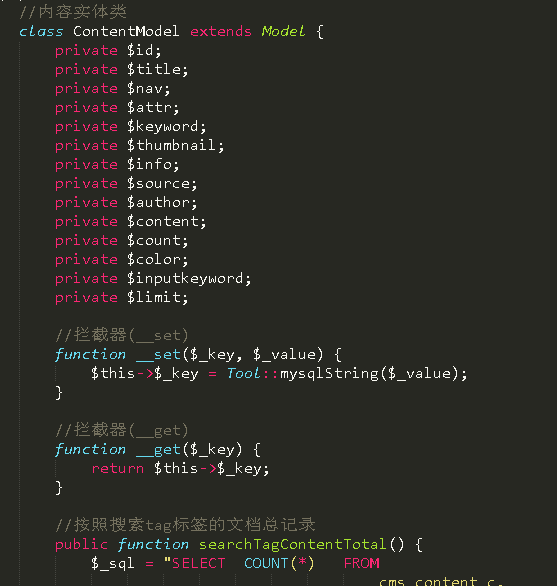 //内容实体类
class ContentModel extends Model {
    private $id;
    private $title;
    private $nav;
    private $attr;
    private $keyword;
    private $thumbnail;
    private $info;
    private $source;
    private $author;
    private $content;
    private $count;
    private $color;
    private $inputkeyword;
    private $limit;

    //拦截器(__set)
    function __set($_key, $_value) {
        $this->$_key = Tool::mysqlString($_value);
    }

    //拦截器(__get)
    function __get($_key) {
        return $this->$_key;
    }

    //按照搜索tag标签的文档总记录
    public function searchTagContentTotal() {
        $_sql = "SELECT  COUNT(*)   FROM
                                        cms_content c,